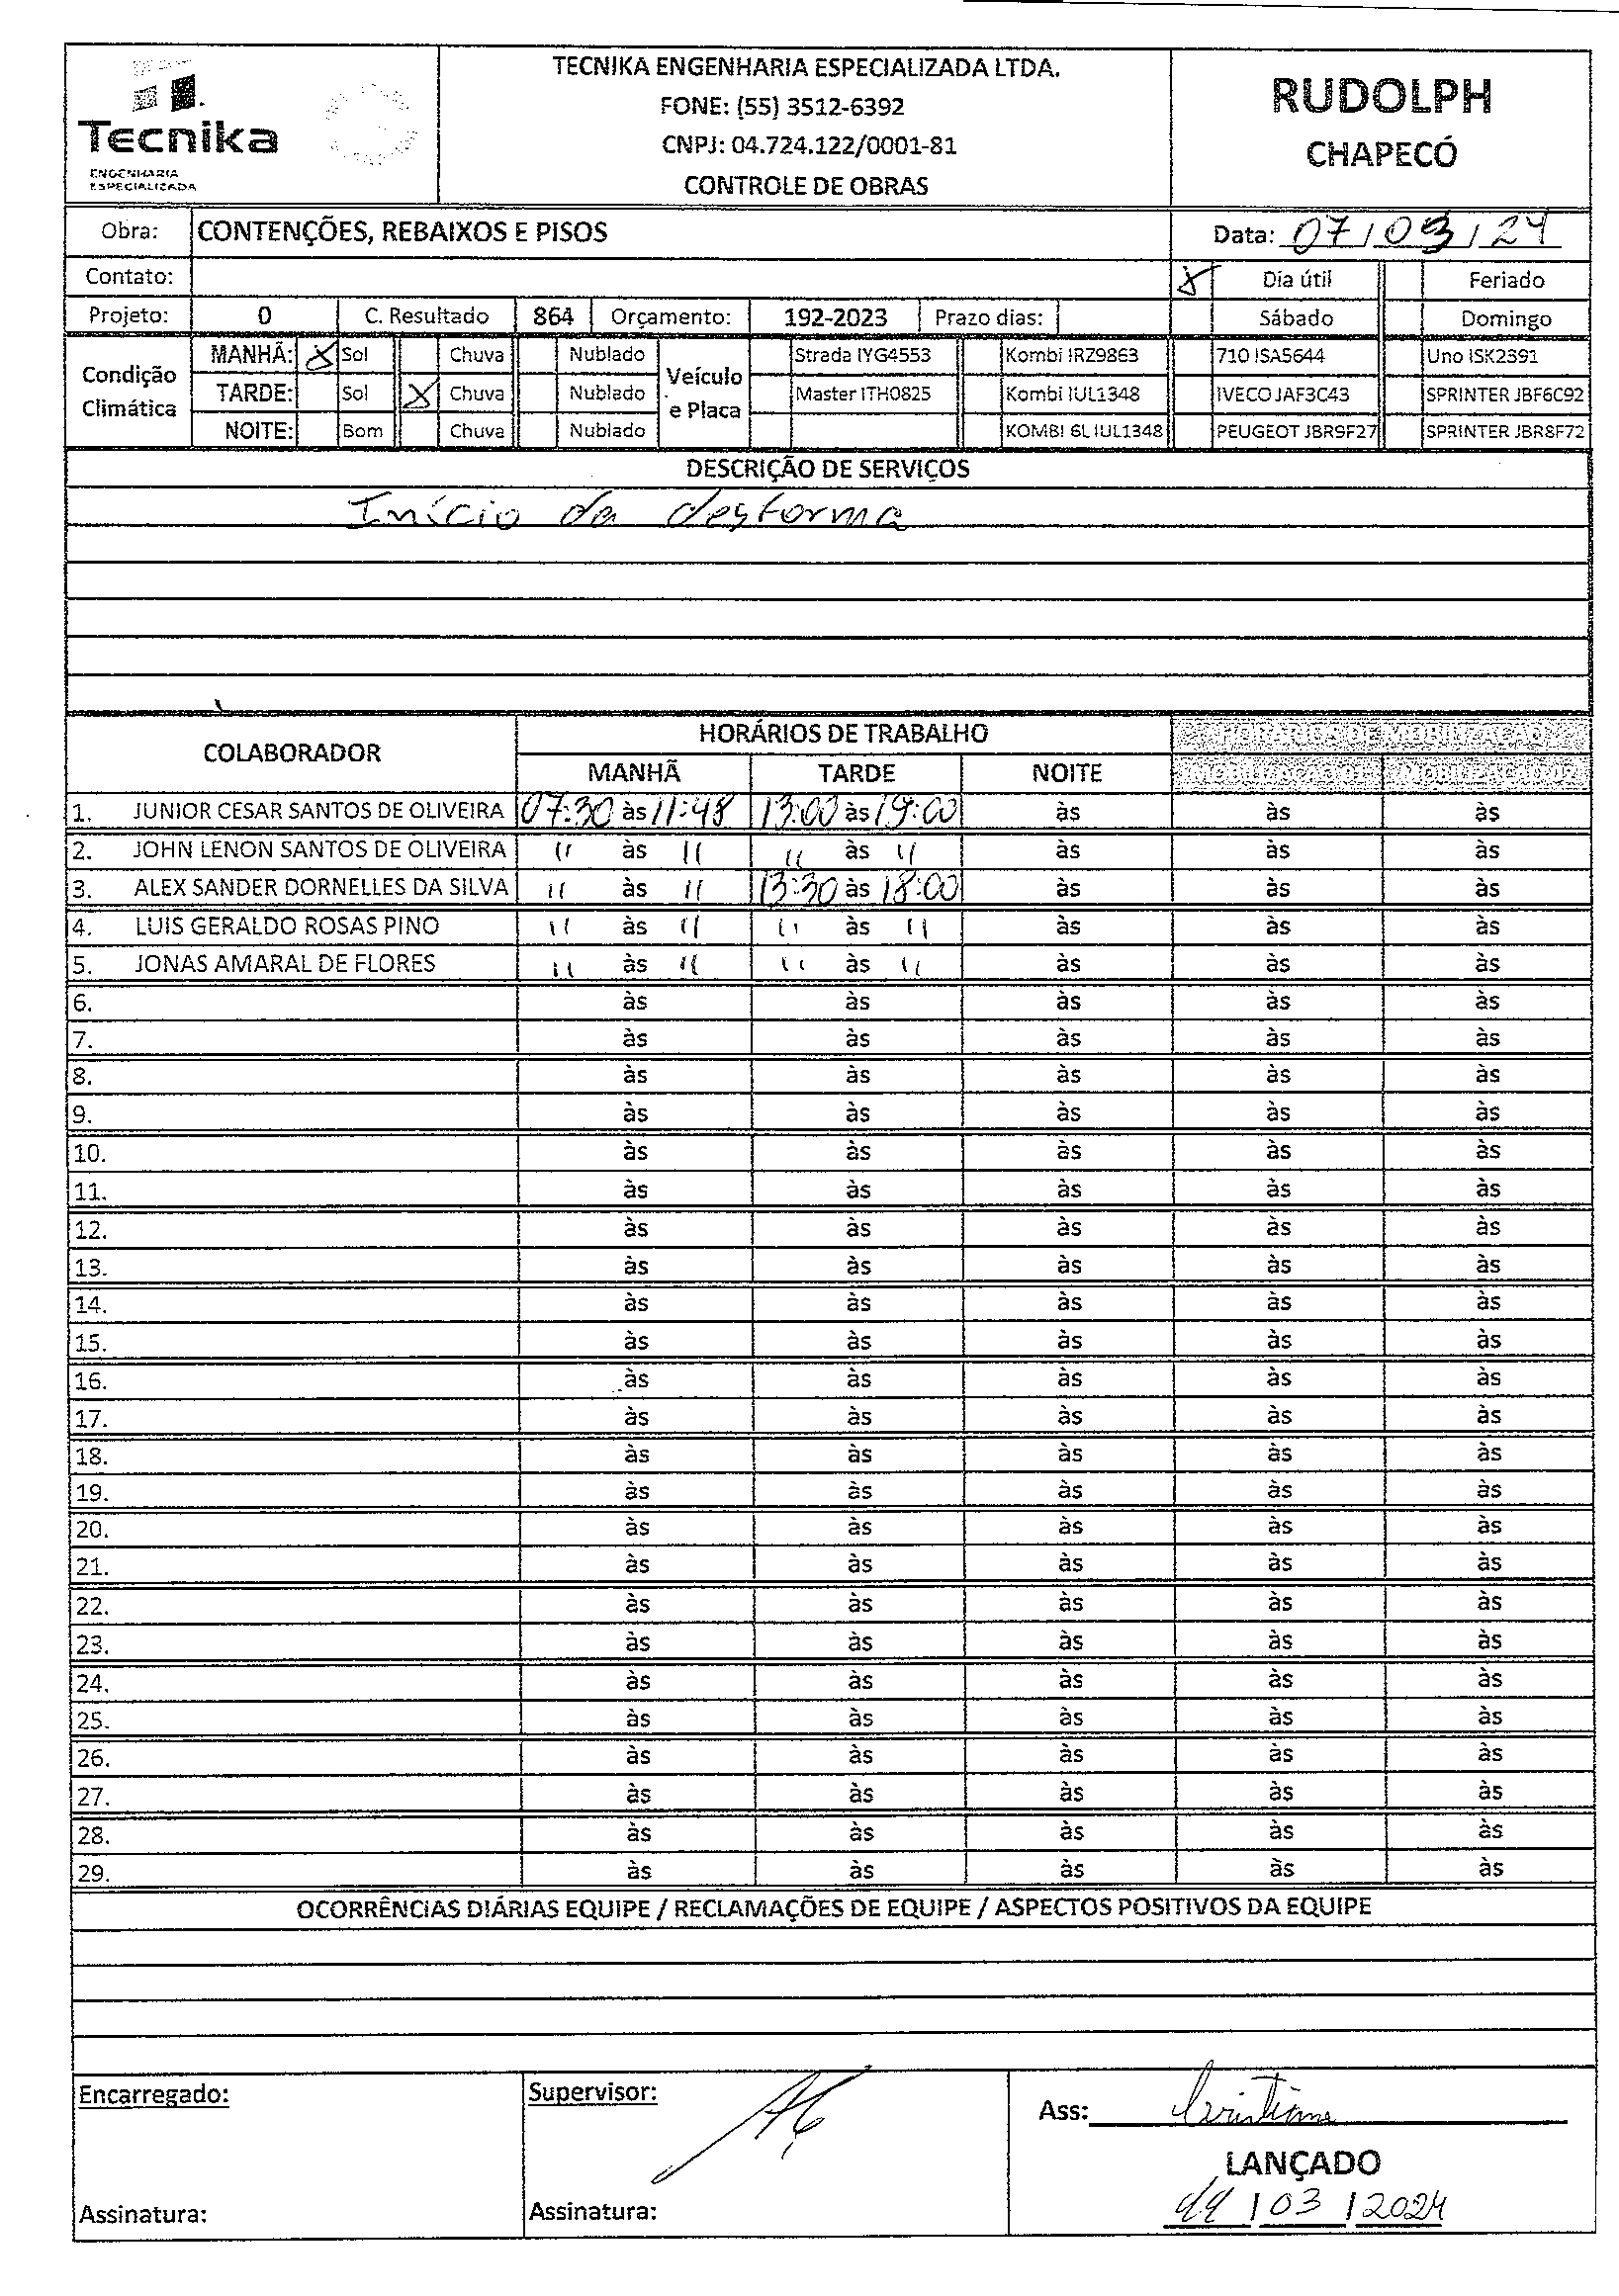 Tecnika
ENGENHARIA
ESPECIALIZADA
TECNIKA ENGENHARIA ESPECIALIZADA LTDA.
FONE: (55) 3512-6392
CNPJ: 04.724.122/0001-81
CONTROLE DE OBRAS
RUDOLPH
CHAPECÓ
Obra: CONTENÇÕES, REBAIXOS E PISOS Data: 07/03/24
Contato: X Dia útil Feriado
Projeto: 0 C. Resultado 864 Orçamento: 192-2023 Prazo dias: Sábado Domingo
Condição Climática
MANHÃ: X Sol Chuva Nublado
TARDE: Sol X Chuva Nublado
NOITE: Bom Chuva Nublado
Veículo e Placa
Strada IYG4553 Kombi IRZ9863 710 ISA5644 Uno ISK2391
Master ITH0825 Kombi IUL1348 IVECO JAF3C43 SPRINTER JBF6C92
KOMBI 6L IUL1348 PEUGEOT JBR9F27 SPRINTER JBR8F72
DESCRIÇÃO DE SERVIÇOS
Início da desforma
COLABORADOR HORÁRIOS DE TRABALHO HORÁRIOS DE MOBILIZAÇÃO
MANHÃ TARDE NOITE MOBILIZAÇÃO 01 MOBILIZAÇÃO 02
1. JUNIOR CESAR SANTOS DE OLIVEIRA 07:30 às 11:48 13:00 às 19:00 às às às
2. JOHN LENON SANTOS DE OLIVEIRA " às " " às " às às às
3. ALEX SANDER DORNELLES DA SILVA " às " 13:30 às 18:00 às às às
4. LUIS GERALDO ROSAS PINO " às " " às " às às às
5. JONAS AMARAL DE FLORES " às " " às " às às às
6. às às às às às
7. às às às às às
8. às às às às às
9. às às às às às
10. às às às às às
11. às às às às às
12. às às às às às
13. às às às às às
14. às às às às às
15. às às às às às
16. às às às às às
17. às às às às às
18. às às às às às
19. às às às às às
20. às às às às às
21. às às às às às
22. às às às às às
23. às às às às às
24. às às às às às
25. às às às às às
26. às às às às às
27. às às às às às
28. às às às às às
29. às às às às às
OCORRÊNCIAS DIÁRIAS EQUIPE / RECLAMAÇÕES DE EQUIPE / ASPECTOS POSITIVOS DA EQUIPE
Encarregado:
Assinatura:
Supervisor:
Assinatura:
Ass: Cristiane
LANÇADO
/03/2024